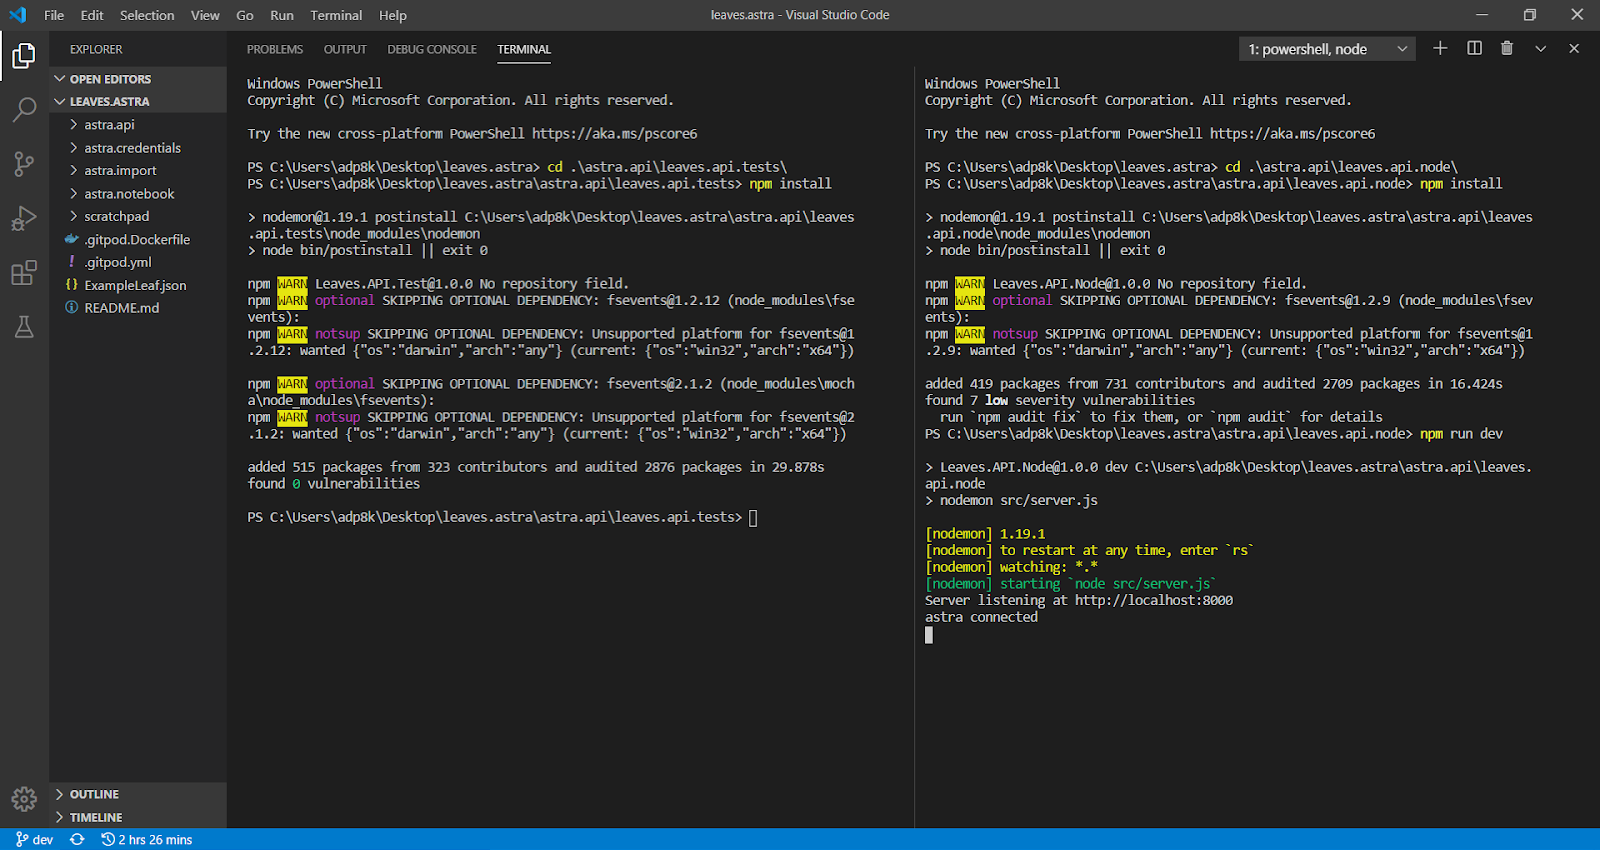 File Edit Selection View Go Run Terminal Help
leaves.astra - Visual Studio Code
EXPLORER
OPEN EDITORS
LEAVES.ASTRA
astra.api
astra.credentials
astra.import
astra.notebook
scratchpad
.gitpod.Dockerfile
! .gitpod.yml
{} ExampleLeaf.json
README.md
OUTLINE
TIMELINE
PROBLEMS OUTPUT DEBUG CONSOLE TERMINAL
1: powershell, node
Windows PowerShell
Copyright (C) Microsoft Corporation. All rights reserved.
Try the new cross-platform PowerShell https://aka.ms/pscore6
PS C:\Users\adp8k\Desktop\leaves.astra> cd .\astra.api\leaves.api.tests\
PS C:\Users\adp8k\Desktop\leaves.astra\astra.api\leaves.api.tests> npm install
> nodemon@1.19.1 postinstall C:\Users\adp8k\Desktop\leaves.astra\astra.api\leaves
.api.tests\node_modules\nodemon
> node bin/postinstall || exit 0
npm WARN Leaves.API.Test@1.0.0 No repository field.
npm WARN optional SKIPPING OPTIONAL DEPENDENCY: fsevents@1.2.12 (node_modules\fse
vents):
npm WARN notsup SKIPPING OPTIONAL DEPENDENCY: Unsupported platform for fsevents@1
.2.12: wanted {"os":"darwin","arch":"any"} (current: {"os":"win32","arch":"x64"})
npm WARN optional SKIPPING OPTIONAL DEPENDENCY: fsevents@2.1.2 (node_modules\moch
a\node_modules\fsevents):
npm WARN notsup SKIPPING OPTIONAL DEPENDENCY: Unsupported platform for fsevents@2
.1.2: wanted {"os":"darwin","arch":"any"} (current: {"os":"win32","arch":"x64"})
added 515 packages from 323 contributors and audited 2876 packages in 29.878s
found 0 vulnerabilities
PS C:\Users\adp8k\Desktop\leaves.astra\astra.api\leaves.api.tests>
Windows PowerShell
Copyright (C) Microsoft Corporation. All rights reserved.
Try the new cross-platform PowerShell https://aka.ms/pscore6
PS C:\Users\adp8k\Desktop\leaves.astra> cd .\astra.api\leaves.api.node\
PS C:\Users\adp8k\Desktop\leaves.astra\astra.api\leaves.api.node> npm install
> nodemon@1.19.1 postinstall C:\Users\adp8k\Desktop\leaves.astra\astra.api\leaves
.api.node\node_modules\nodemon
> node bin/postinstall || exit 0
npm WARN Leaves.API.Node@1.0.0 No repository field.
npm WARN optional SKIPPING OPTIONAL DEPENDENCY: fsevents@1.2.9 (node_modules\fsev
ents):
npm WARN notsup SKIPPING OPTIONAL DEPENDENCY: Unsupported platform for fsevents@1
.2.9: wanted {"os":"darwin","arch":"any"} (current: {"os":"win32","arch":"x64"})
added 419 packages from 731 contributors and audited 2709 packages in 16.424s
found 7 low severity vulnerabilities
run `npm audit fix` to fix them, or `npm audit` for details
PS C:\Users\adp8k\Desktop\leaves.astra\astra.api\leaves.api.node> npm run dev
> Leaves.API.Node@1.0.0 dev C:\Users\adp8k\Desktop\leaves.astra\astra.api\leaves.
api.node
> nodemon src/server.js
[nodemon] 1.19.1
[nodemon] to restart at any time, enter `rs`
[nodemon] watching: *.*
[nodemon] starting `node src/server.js`
Server listening at http://localhost:8000
astra connected
dev 2 hrs 26 mins